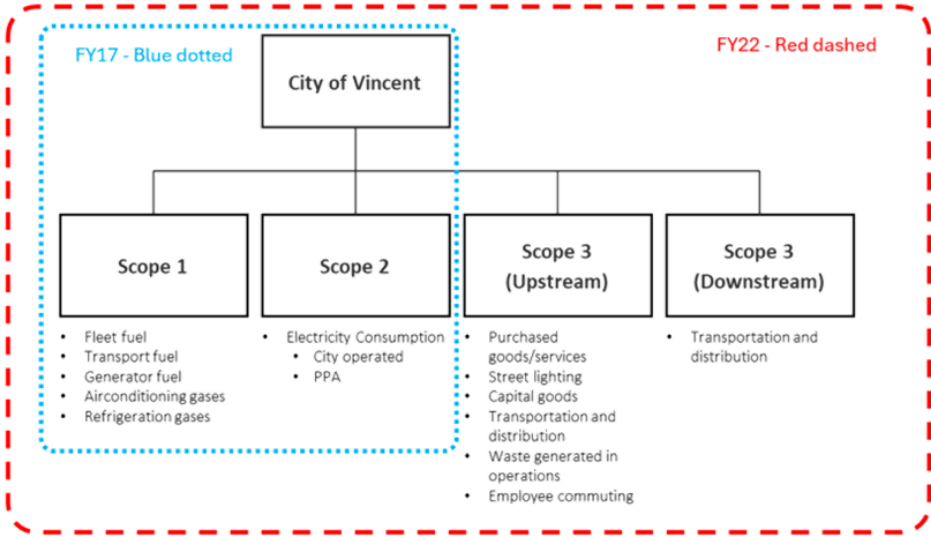 FY17 - Blue dotted
FY22 - Red dashed
City of Vincent
Scope 1
Scope 2
Scope 3
(Upstream)
Scope 3
(Downstream)
• Fleet fuel
• Transport fuel
• Generator fuel
• Airconditioning gases
• Refrigeration gases
• Electricity Consumption
• City operated
• PPA
• Purchased
goods/services
• Street lighting
• Capital goods
• Transportation and
distribution
• Waste generated in
operations
• Employee commuting
• Transportation and
distribution